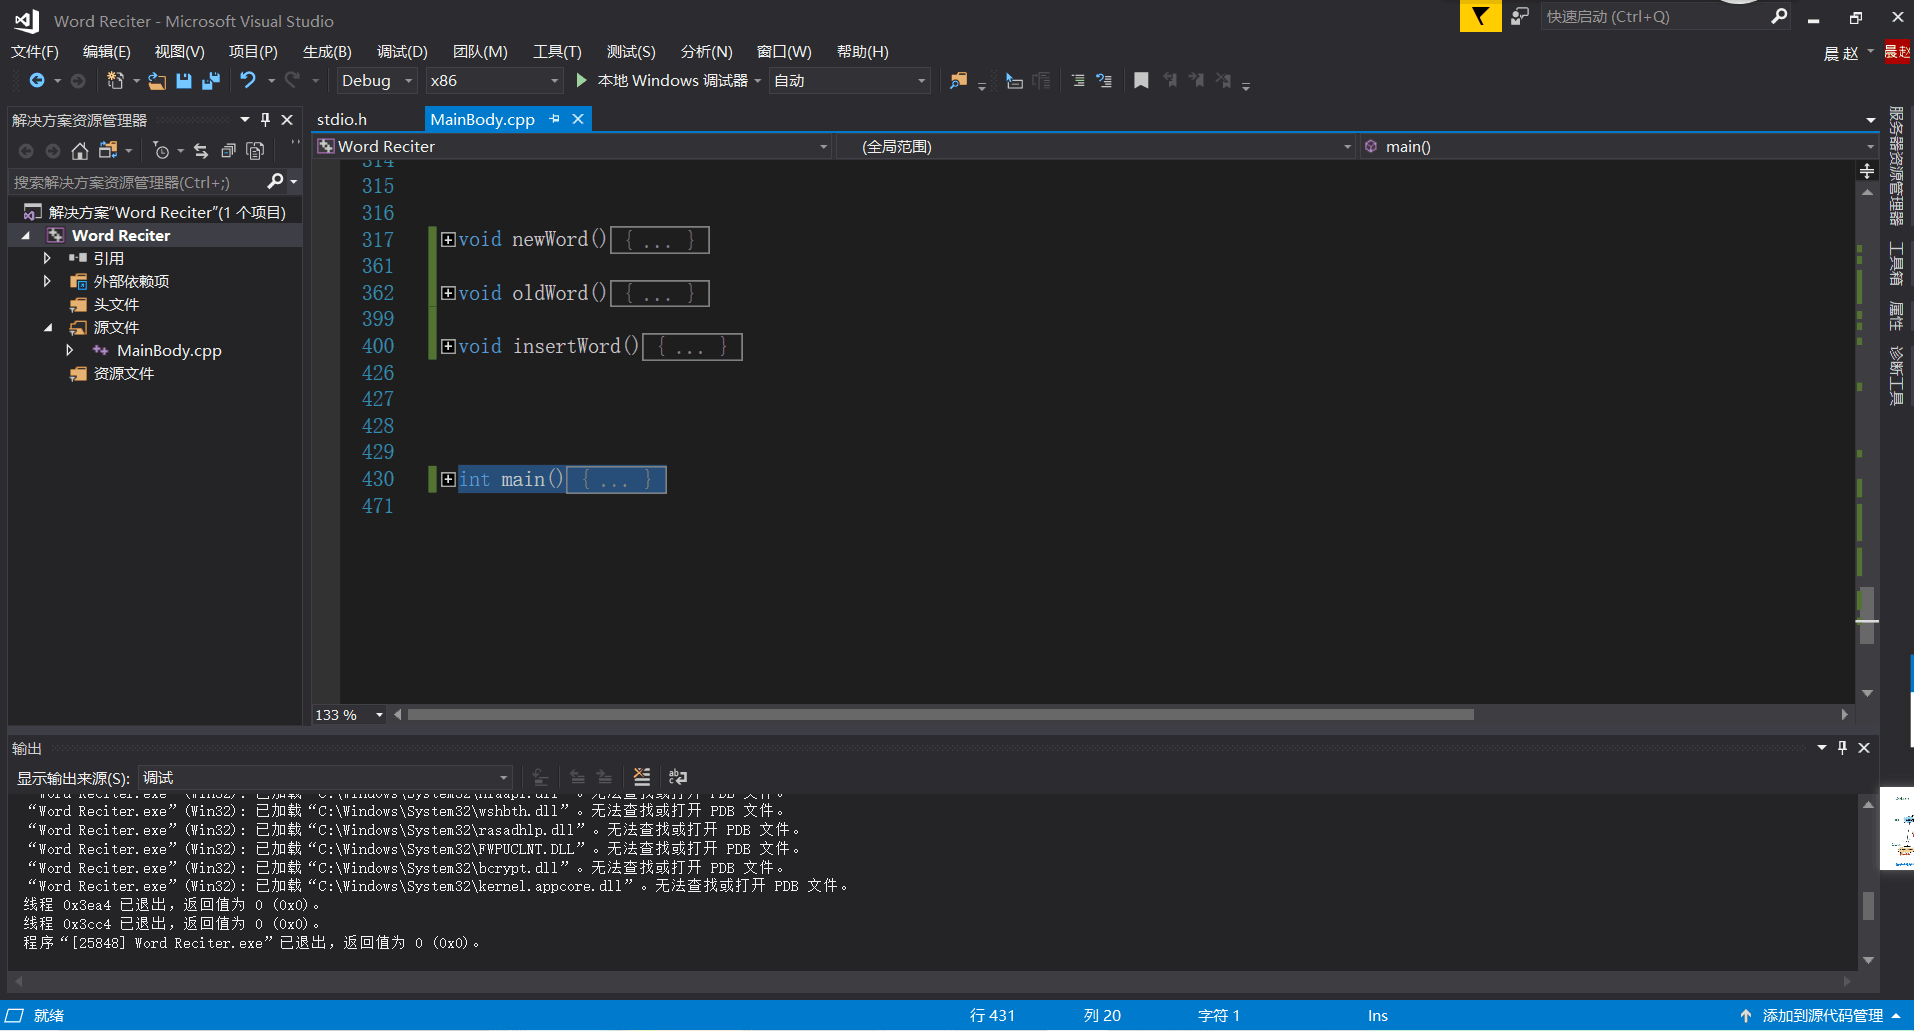 Word Reciter - Microsoft Visual Studio
快速启动 (Ctrl+Q)
文件(F) 编辑(E) 视图(V) 项目(P) 生成(B) 调试(D) 团队(M) 工具(T) 测试(S) 分析(N) 窗口(W) 帮助(H)
晨 赵
晨赵
Debug x86 本地 Windows 调试器 自动
解决方案资源管理器
搜索解决方案资源管理器(Ctrl+;)
解决方案“Word Reciter”(1 个项目)
Word Reciter
引用
外部依赖项
头文件
源文件
MainBody.cpp
资源文件
stdio.h MainBody.cpp
Word Reciter (全局范围) main()
314
315
316
317 void newWord() { ... }
361
362 void oldWord() { ... }
399
400 void insertWord() { ... }
426
427
428
429
430 int main() { ... }
471
133 %
服务器资源管理器
工具箱
属性
诊断工具
输出
显示输出来源(S): 调试
“Word Reciter.exe”(Win32): 已加载“C:\Windows\System32\nlaapi.dll”。无法查找或打开 PDB 文件。
“Word Reciter.exe”(Win32): 已加载“C:\Windows\System32\wshbth.dll”。无法查找或打开 PDB 文件。
“Word Reciter.exe”(Win32): 已加载“C:\Windows\System32\rasadhlp.dll”。无法查找或打开 PDB 文件。
“Word Reciter.exe”(Win32): 已加载“C:\Windows\System32\FWPUCLNT.DLL”。无法查找或打开 PDB 文件。
“Word Reciter.exe”(Win32): 已加载“C:\Windows\System32\bcrypt.dll”。无法查找或打开 PDB 文件。
“Word Reciter.exe”(Win32): 已加载“C:\Windows\System32\kernel.appcore.dll”。无法查找或打开 PDB 文件。
线程 0x3ea4 已退出，返回值为 0 (0x0)。
线程 0x3cc4 已退出，返回值为 0 (0x0)。
程序“[25848] Word Reciter.exe”已退出，返回值为 0 (0x0)。
就绪 行 431 列 20 字符 1 Ins 添加到源代码管理